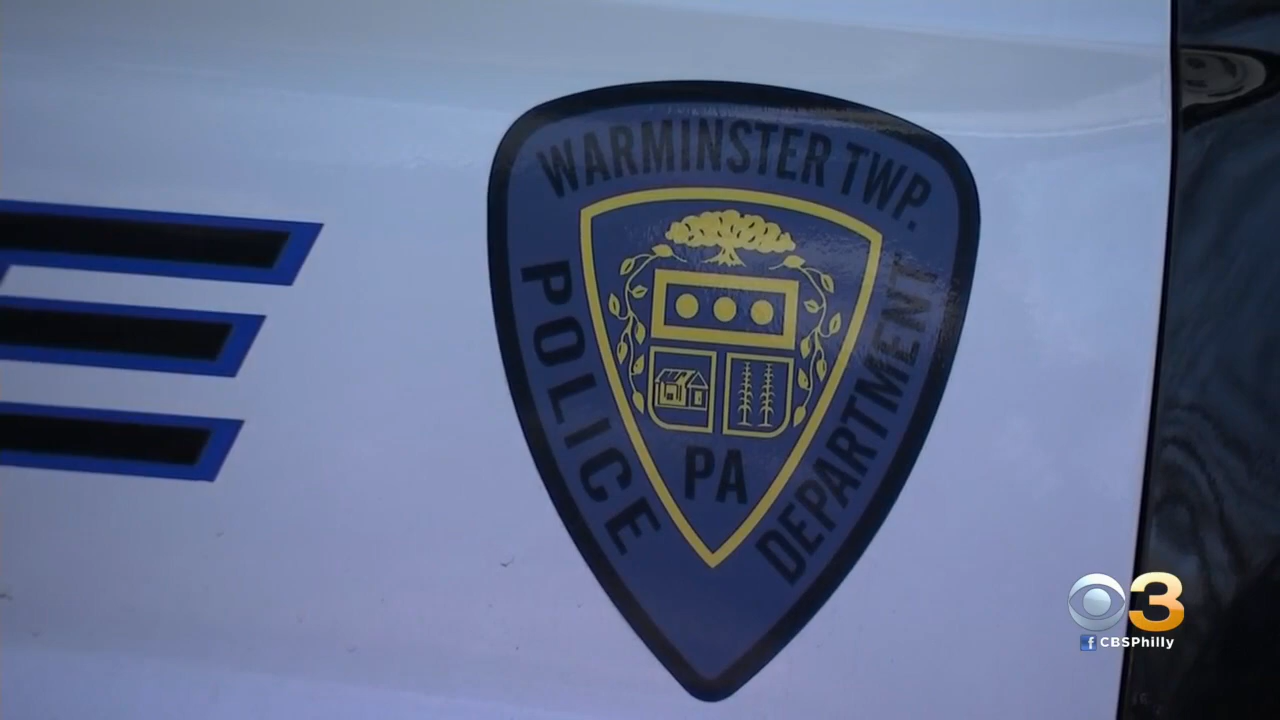 WARMINSTER TWP.
POLICE
DEPARTMENT
PA
E
3
f CBSPhilly